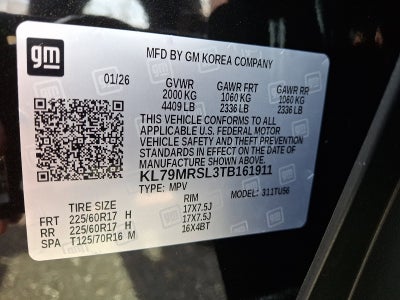 gm
MFD BY GM KOREA COMPANY
01/26 GVWR GAWR FRT GAWR RR
2000 KG 1060 KG 1060 KG
4409 LB 2336 LB 2336 LB
THIS VEHICLE CONFORMS TO ALL
APPLICABLE U.S. FEDERAL MOTOR
VEHICLE SAFETY AND THEFT PREVENTION
STANDARDS IN EFFECT ON THE DATE OF
MANUFACTURE SHOWN ABOVE.
KL79MRSL3TB161911
TYPE: MPV MODEL: 311TU56
TIRE SIZE RIM
FRT 225/60R17 H 17X7.5J
RR 225/60R17 H 17X7.5J
SPA T125/70R16 M 16X4BT